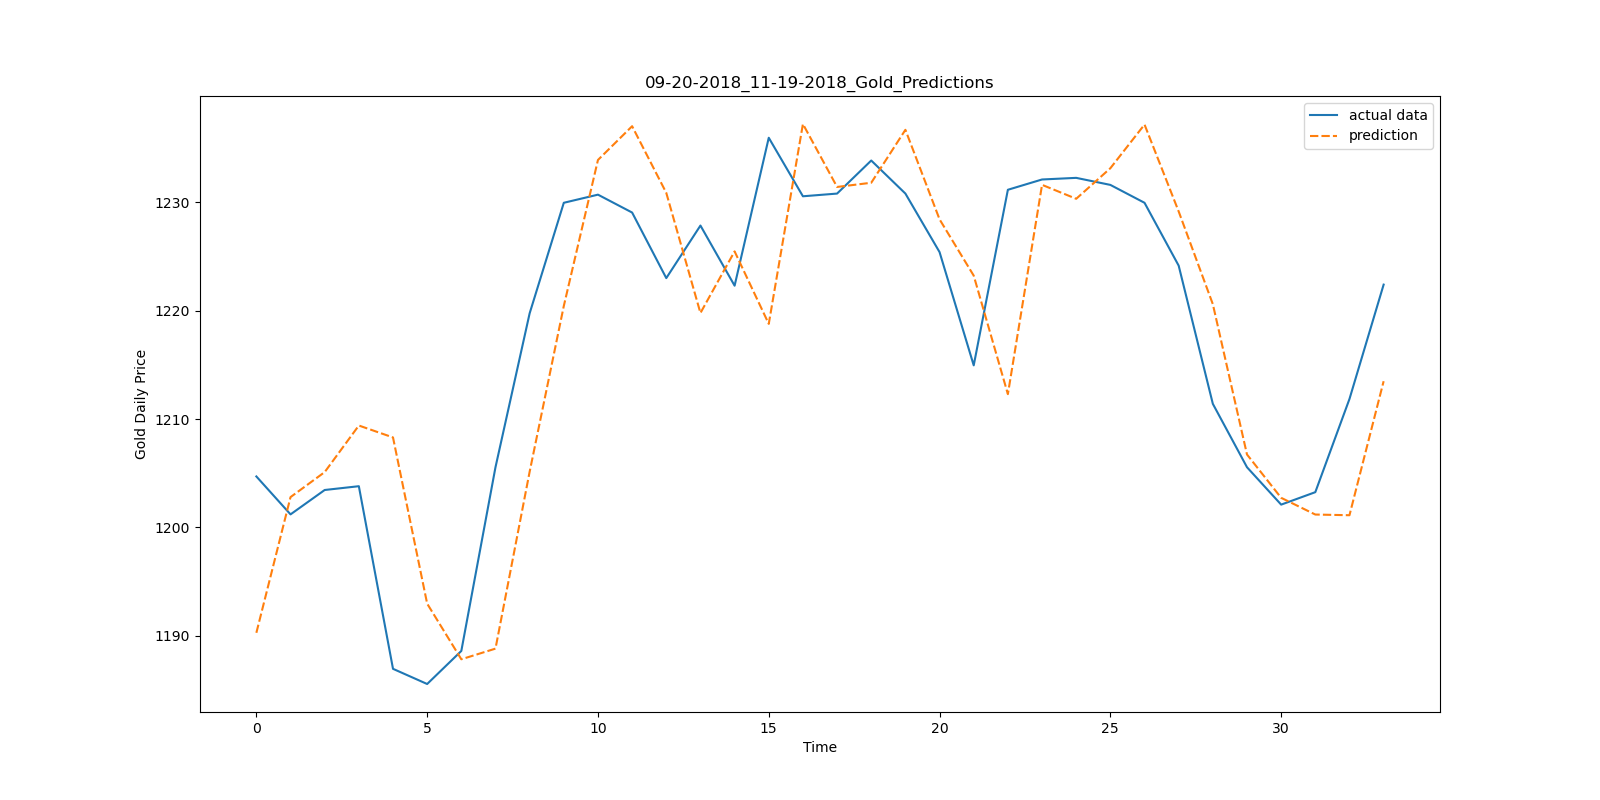 09-20-2018_11-19-2018_Gold_Predictions
actual data
prediction
Gold Daily Price
1230
1220
1210
1200
1190
0 5 10 15 20 25 30
Time